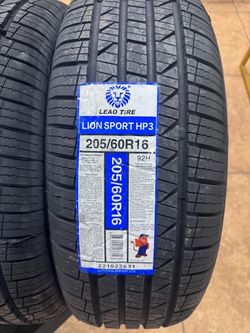 LEAO TIRE
LION SPORT HP3
205/60R16
92H
205/60R16
221022631